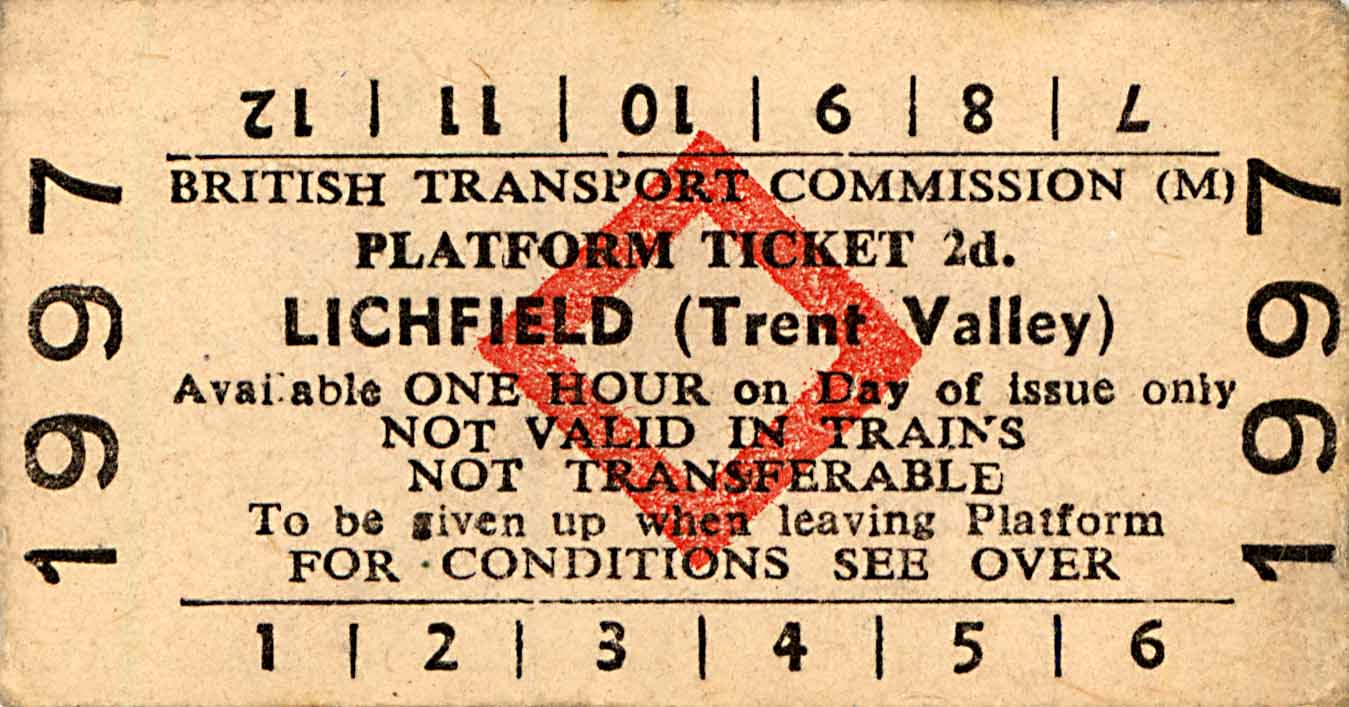 12 | 11 | 10 | 9 | 8 | 7
BRITISH TRANSPORT COMMISSION (M)
PLATFORM TICKET 2d.
LICHFIELD (Trent Valley)
Available ONE HOUR on Day of issue only
NOT VALID IN TRAINS
NOT TRANSFERABLE
To be given up when leaving Platform
FOR CONDITIONS SEE OVER
1 | 2 | 3 | 4 | 5 | 6
1997
1997